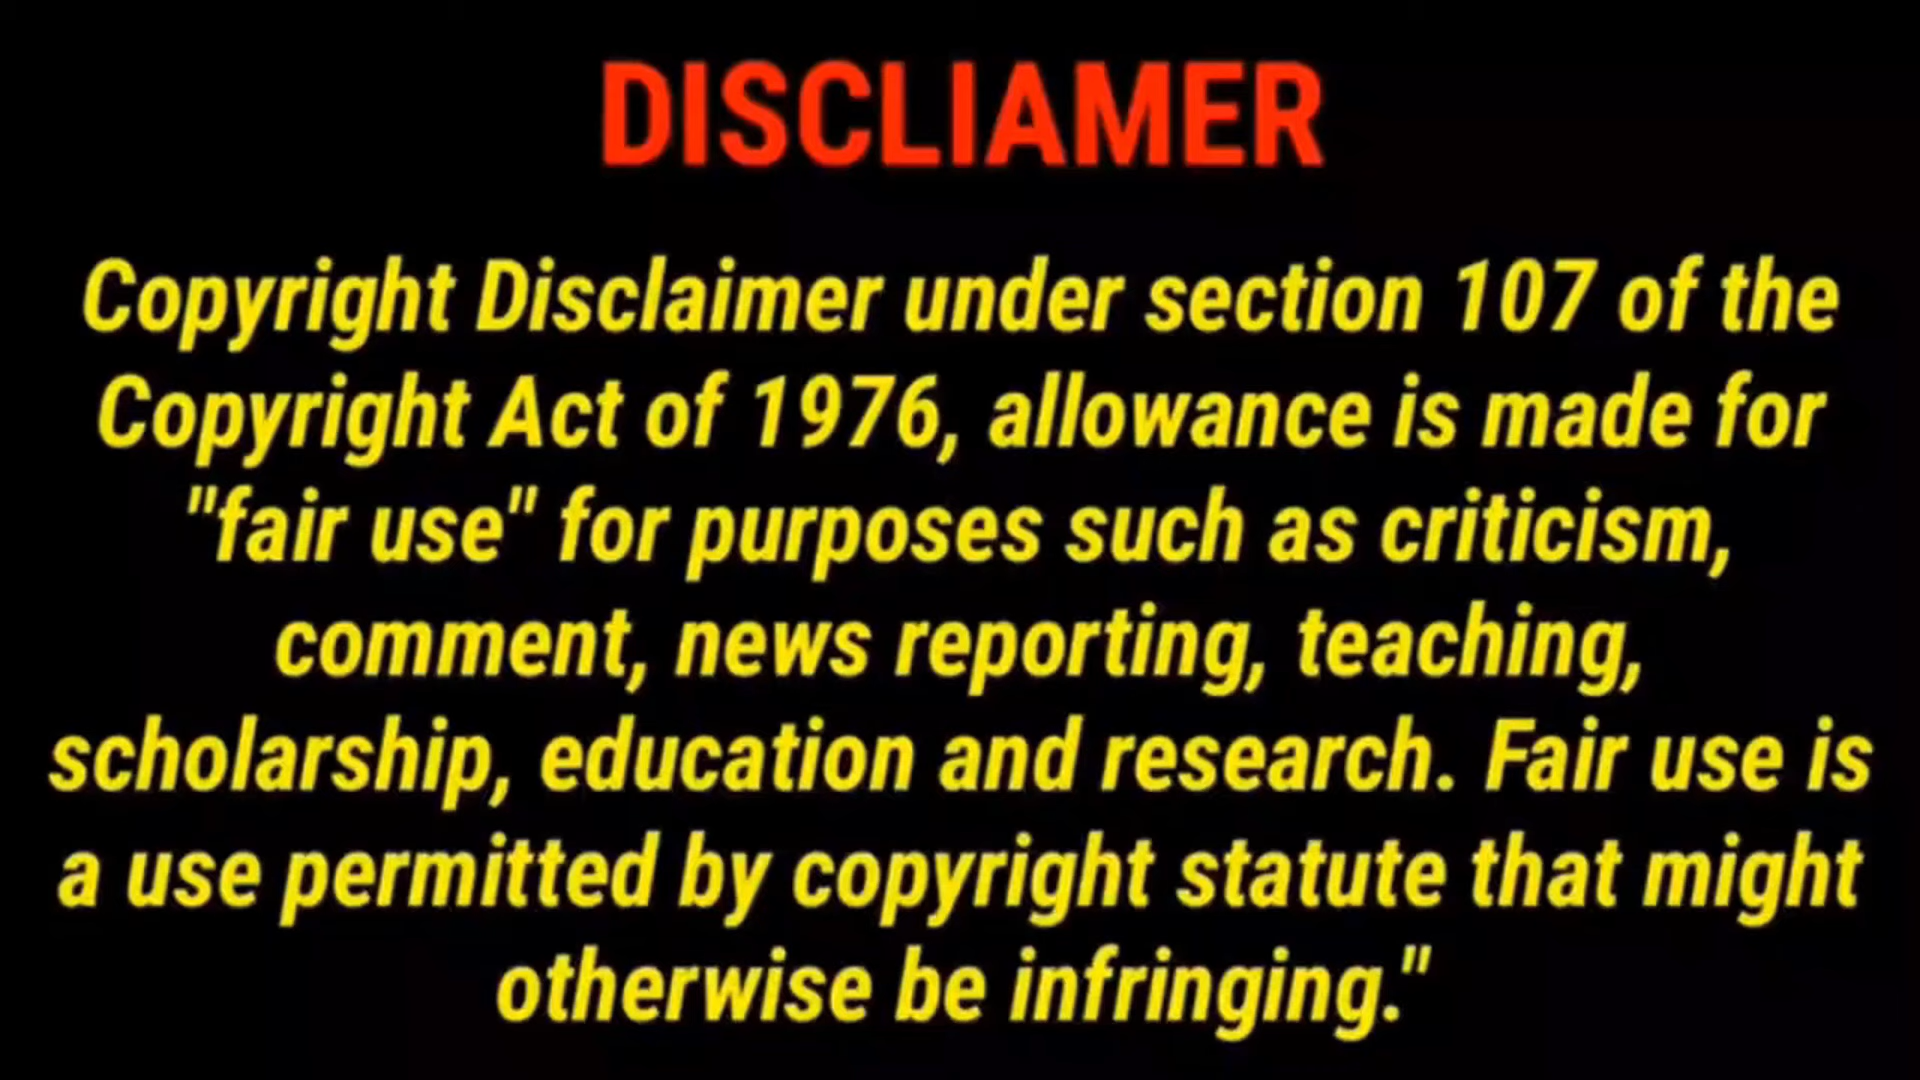 DISCLIAMER
Copyright Disclaimer under section 107 of the
Copyright Act of 1976, allowance is made for
"fair use" for purposes such as criticism,
comment, news reporting, teaching,
scholarship, education and research. Fair use is
a use permitted by copyright statute that might
otherwise be infringing."